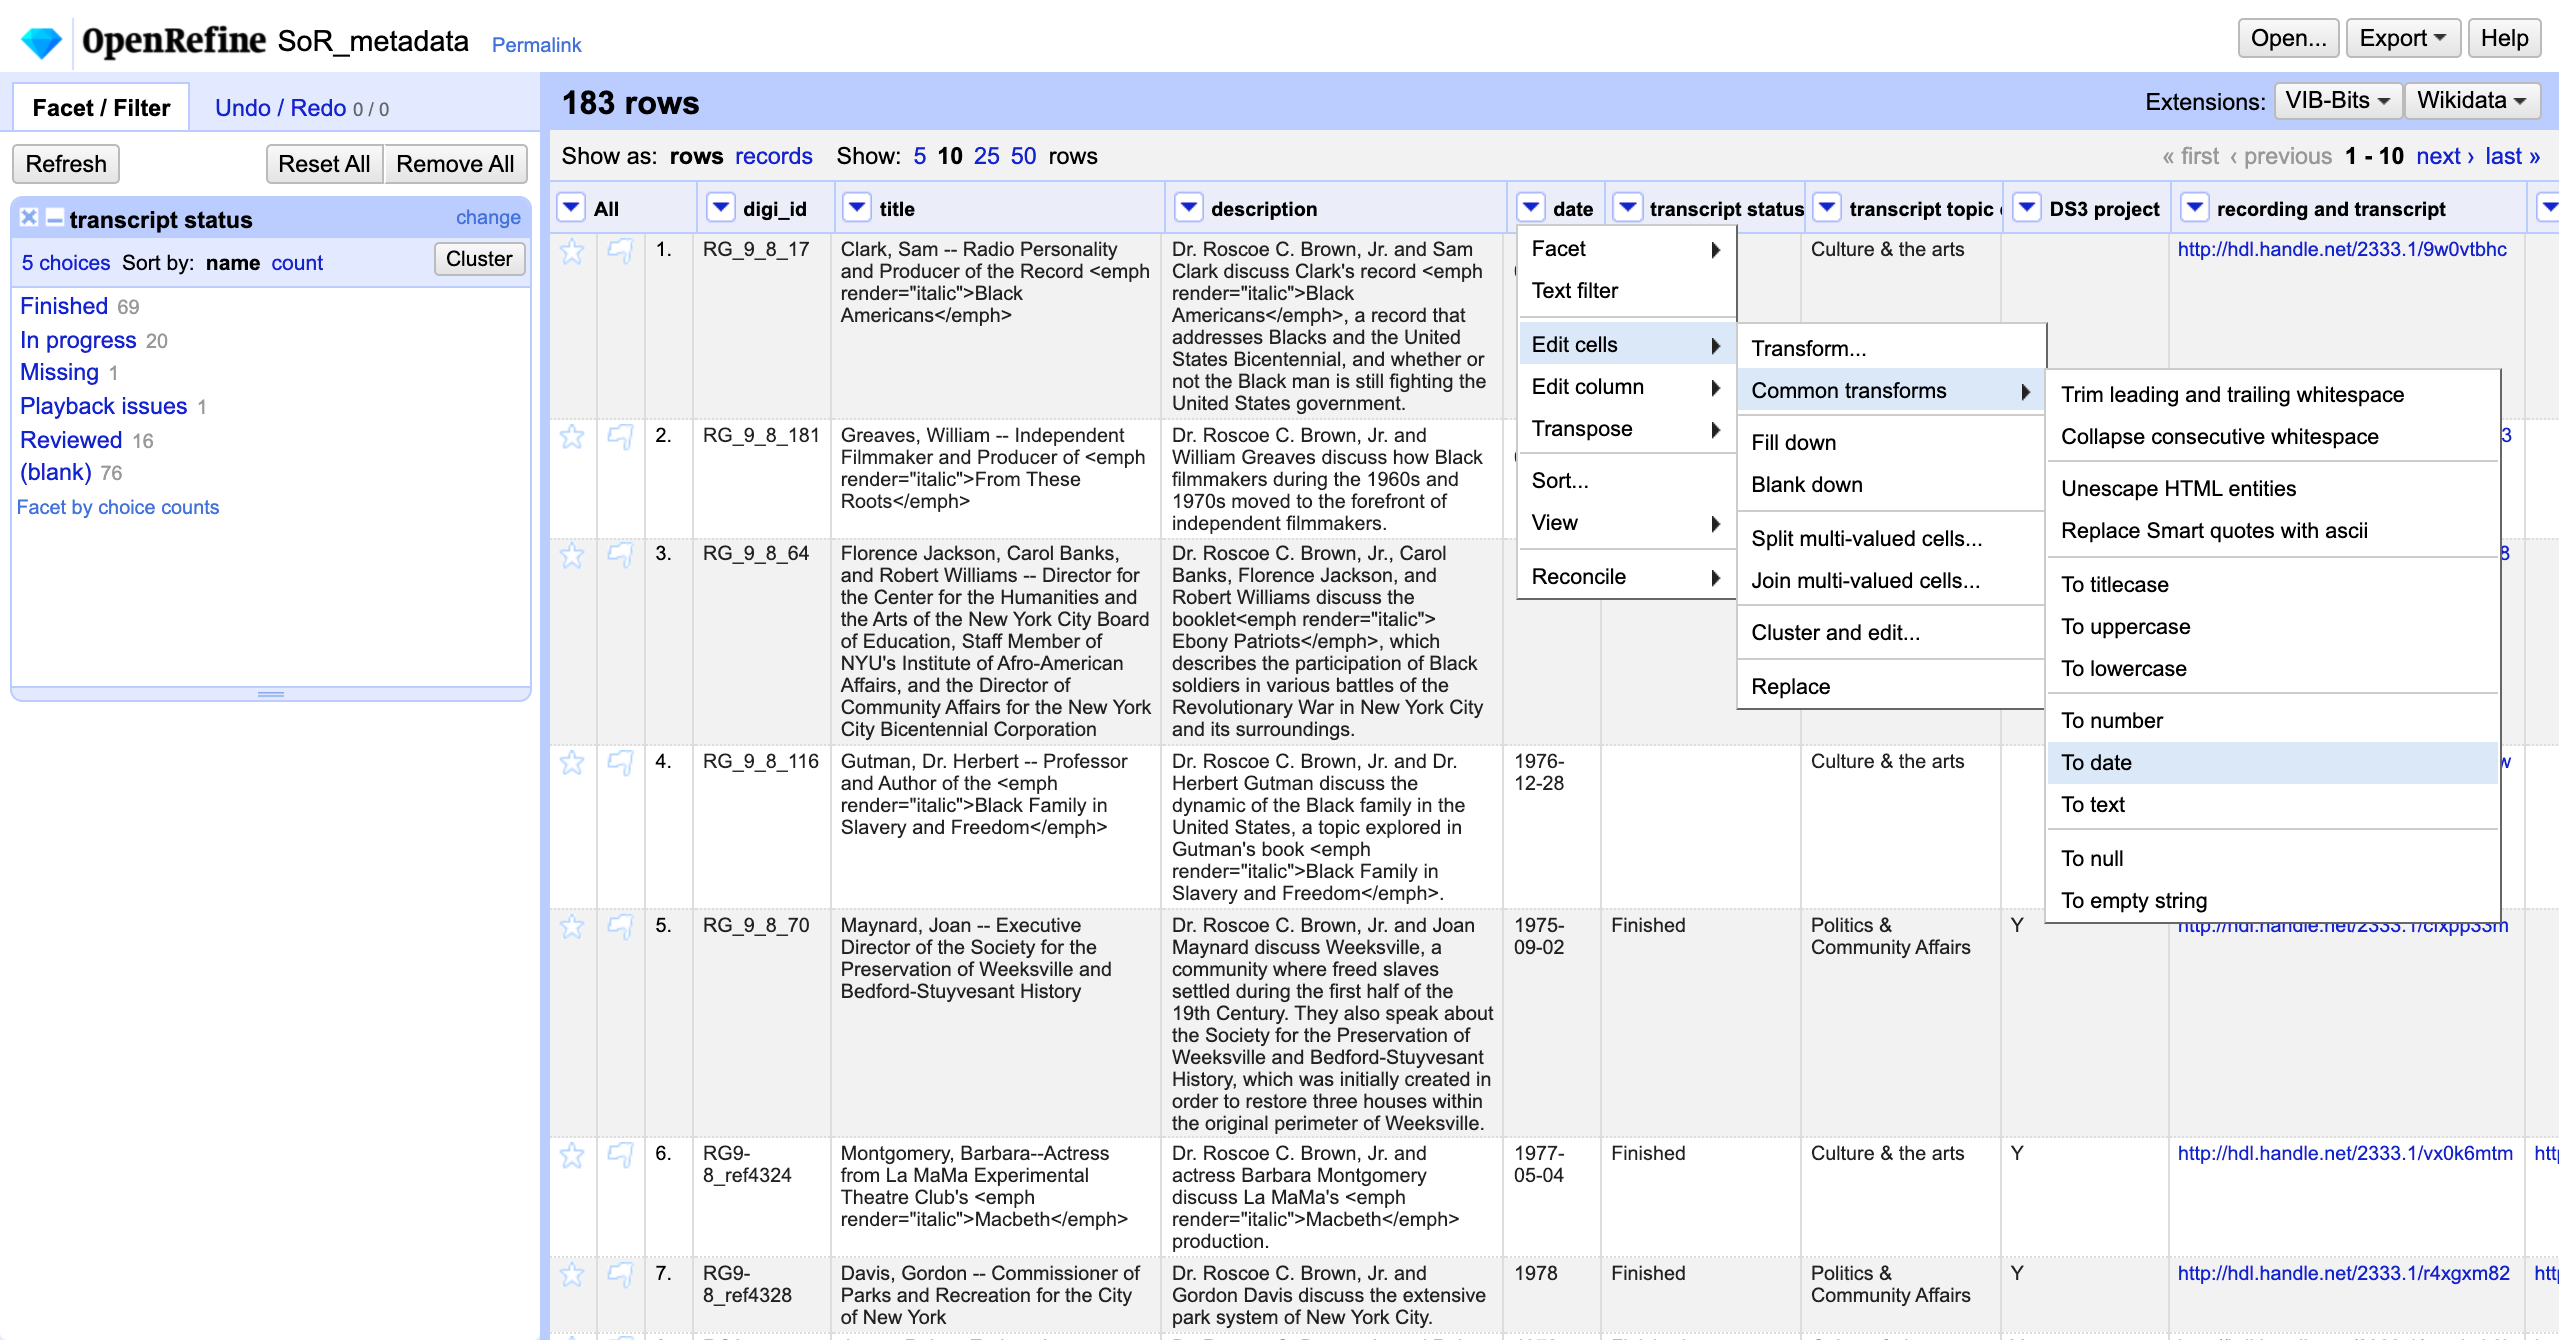 OpenRefine SoR_metadata Permalink
Open... Export Help
Facet / Filter Undo / Redo 0 / 0
183 rows
Extensions: VIB-Bits Wikidata
Refresh Reset All Remove All
Show as: rows records Show: 5 10 25 50 rows
« first ‹ previous 1 - 10 next › last »
transcript status change
5 choices Sort by: name count Cluster
Finished 69
In progress 20
Missing 1
Playback issues 1
Reviewed 16
(blank) 76
Facet by choice counts
All digi_id title description date transcript status transcript topic DS3 project recording and transcript
1. RG_9_8_17
Clark, Sam -- Radio Personality
and Producer of the Record <emph
render="italic">Black
Americans</emph>
Dr. Roscoe C. Brown, Jr. and Sam
Clark discuss Clark's record <emph
render="italic">Black
Americans</emph>, a record that
addresses Blacks and the United
States Bicentennial, and whether or
not the Black man is still fighting the
United States government.
Culture & the arts
http://hdl.handle.net/2333.1/9w0vtbhc
2. RG_9_8_181
Greaves, William -- Independent
Filmmaker and Producer of <emph
render="italic">From These
Roots</emph>
Dr. Roscoe C. Brown, Jr. and
William Greaves discuss how Black
filmmakers during the 1960s and
1970s moved to the forefront of
independent filmmakers.
3
3. RG_9_8_64
Florence Jackson, Carol Banks,
and Robert Williams -- Director for
the Center for the Humanities and
the Arts of the New York City Board
of Education, Staff Member of
NYU's Institute of Afro-American
Affairs, and the Director of
Community Affairs for the New York
City Bicentennial Corporation
Dr. Roscoe C. Brown, Jr., Carol
Banks, Florence Jackson, and
Robert Williams discuss the
booklet<emph render="italic">
Ebony Patriots</emph>, which
describes the participation of Black
soldiers in various battles of the
Revolutionary War in New York City
and its surroundings.
8
4. RG_9_8_116
Gutman, Dr. Herbert -- Professor
and Author of the <emph
render="italic">Black Family in
Slavery and Freedom</emph>
Dr. Roscoe C. Brown, Jr. and Dr.
Herbert Gutman discuss the
dynamic of the Black family in the
United States, a topic explored in
Gutman's book <emph
render="italic">Black Family in
Slavery and Freedom</emph>.
1976-
12-28
Culture & the arts
w
5. RG_9_8_70
Maynard, Joan -- Executive
Director of the Society for the
Preservation of Weeksville and
Bedford-Stuyvesant History
Dr. Roscoe C. Brown, Jr. and Joan
Maynard discuss Weeksville, a
community where freed slaves
settled during the first half of the
19th Century. They also speak about
the Society for the Preservation of
Weeksville and Bedford-Stuyvesant
History, which was initially created in
order to restore three houses within
the original perimeter of Weeksville.
1975-
09-02
Finished
Politics &
Community Affairs
Y
http://hdl.handle.net/2333.1/clxpp33m
6. RG9-
8_ref4324
Montgomery, Barbara--Actress
from La MaMa Experimental
Theatre Club's <emph
render="italic">Macbeth</emph>
Dr. Roscoe C. Brown, Jr. and
actress Barbara Montgomery
discuss La MaMa's <emph
render="italic">Macbeth</emph>
production.
1977-
05-04
Finished
Culture & the arts
Y
http://hdl.handle.net/2333.1/vx0k6mtm
7. RG9-
8_ref4328
Davis, Gordon -- Commissioner of
Parks and Recreation for the City
of New York
Dr. Roscoe C. Brown, Jr. and
Gordon Davis discuss the extensive
park system of New York City.
1978
Finished
Politics &
Community Affairs
Y
http://hdl.handle.net/2333.1/r4xgxm82
Facet
Text filter
Edit cells
Edit column
Transpose
Sort...
View
Reconcile
Transform...
Common transforms
Fill down
Blank down
Split multi-valued cells...
Join multi-valued cells...
Cluster and edit...
Replace
Trim leading and trailing whitespace
Collapse consecutive whitespace
Unescape HTML entities
Replace Smart quotes with ascii
To titlecase
To uppercase
To lowercase
To number
To date
To text
To null
To empty string